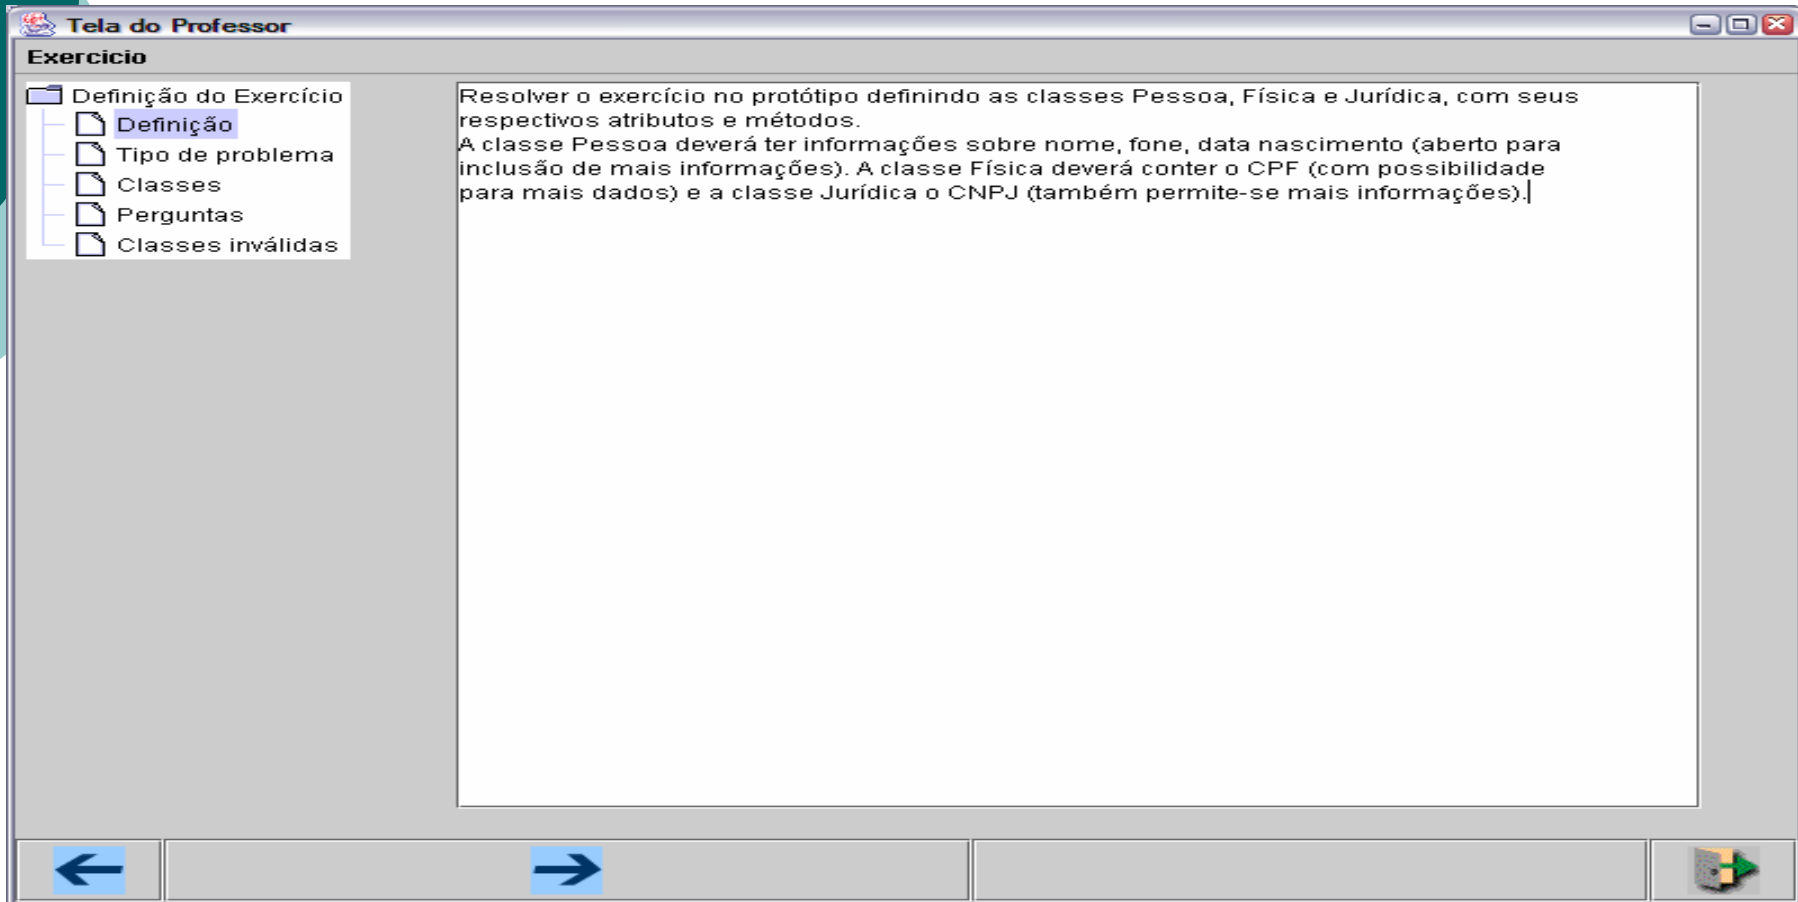 Tela do Professor
Exercicio
Definição do Exercício
Definição
Tipo de problema
Classes
Perguntas
Classes inválidas
Resolver o exercício no protótipo definindo as classes Pessoa, Física e Jurídica, com seus
respectivos atributos e métodos.
A classe Pessoa deverá ter informações sobre nome, fone, data nascimento (aberto para
inclusão de mais informações). A classe Física deverá conter o CPF (com possibilidade
para mais dados) e a classe Jurídica o CNPJ (também permite-se mais informações).